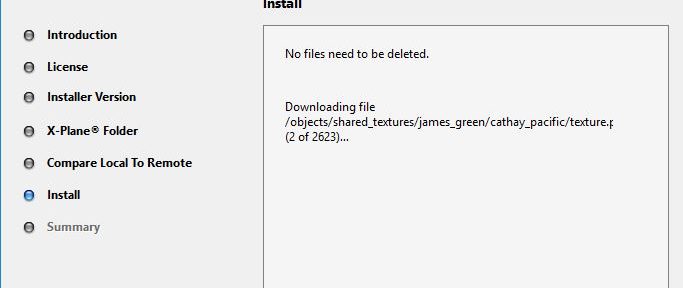 Install
Introduction
License
Installer Version
X-Plane® Folder
Compare Local To Remote
Install
Summary
No files need to be deleted.
Downloading file
/objects/shared_textures/james_green/cathay_pacific/texture.p
(2 of 2623)...